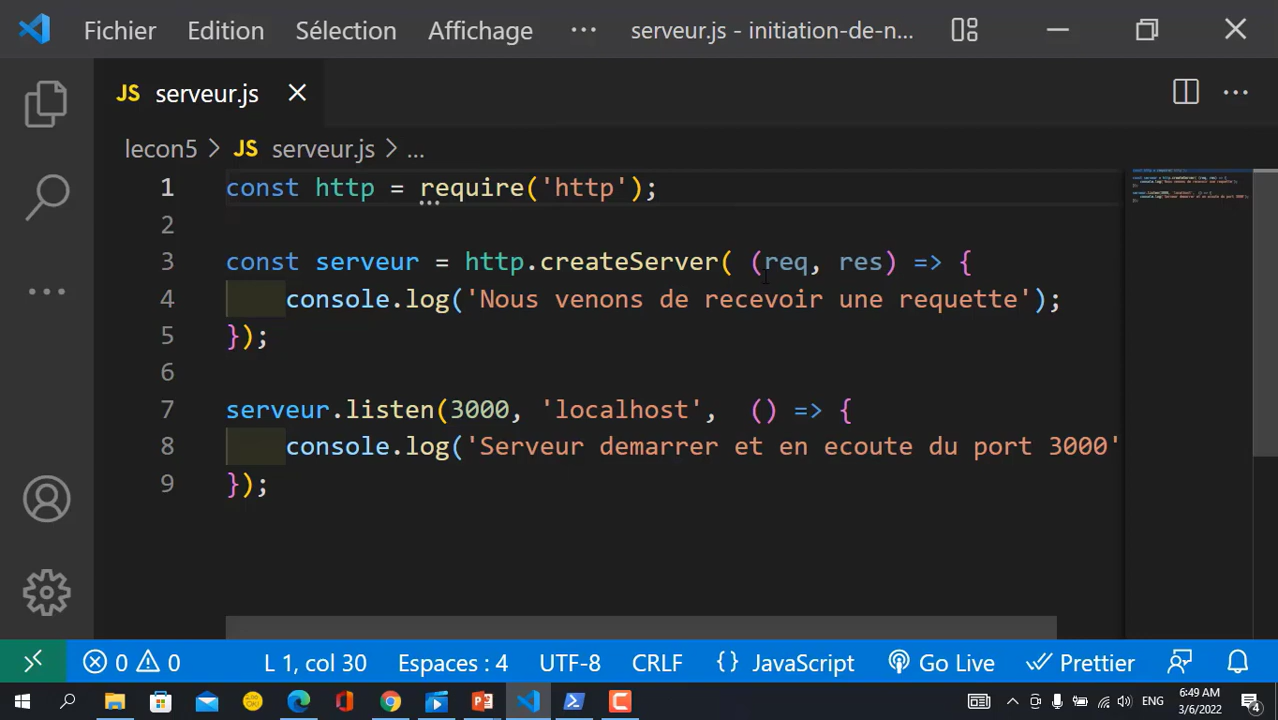 Fichier Edition Sélection Affichage ··· serveur.js - initiation-de-n...
JS serveur.js
lecon5 > JS serveur.js > ...
1 const http = require('http');
2
3 const serveur = http.createServer( (req, res) => {
4 console.log('Nous venons de recevoir une requette');
5 });
6
7 serveur.listen(3000, 'localhost', () => {
8 console.log('Serveur demarrer et en ecoute du port 3000'
9 });
0 0 L 1, col 30 Espaces : 4 UTF-8 CRLF {} JavaScript Go Live Prettier
ENG 6:49 AM
3/6/2022 4